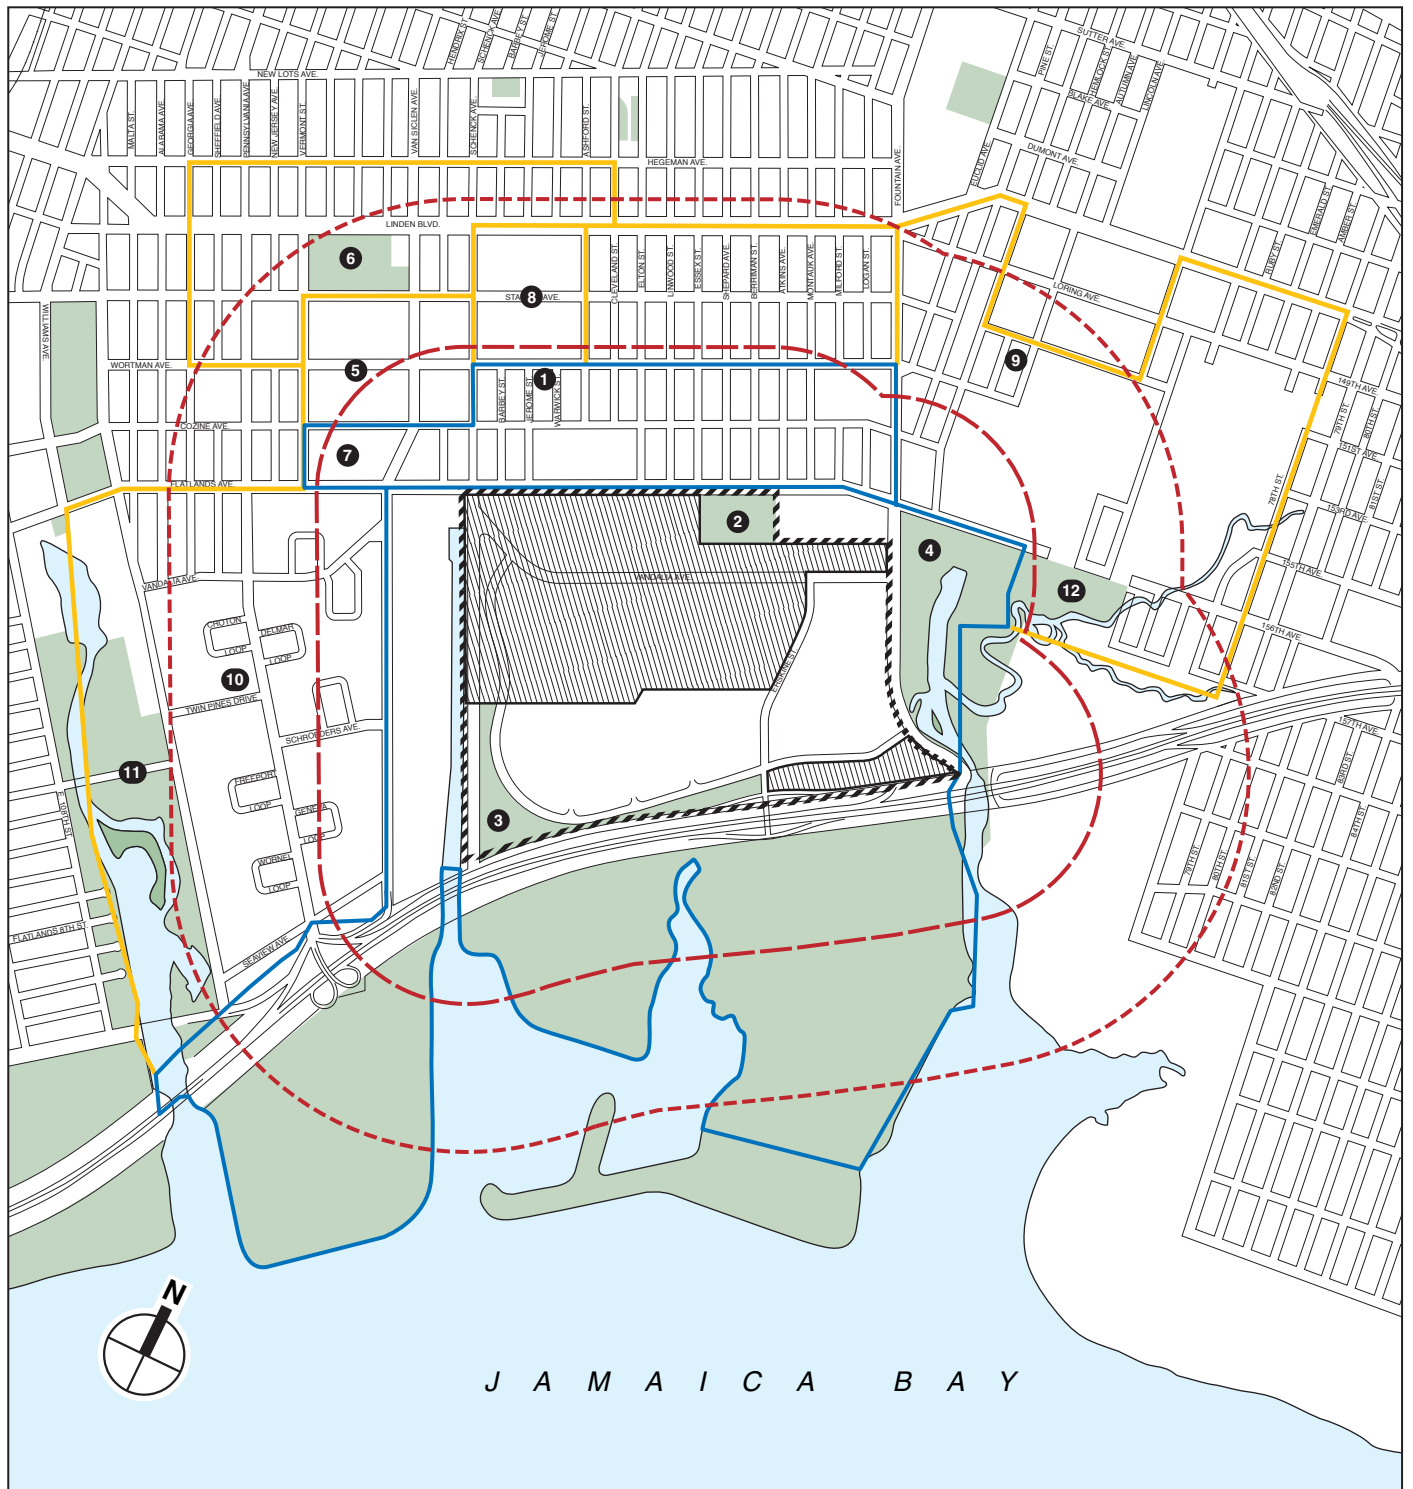 HENDRIX ST.
SCHENCK AVE.
BARBEY ST.
JEROME ST.
SUTTER AVE.
PINE ST.
HEMLOCK ST.
AUTUMN AVE.
LINCOLN AVE.
BLAKE AVE.
NEW LOTS AVE.
MALTA ST.
ALABAMA AVE.
GEORGIA AVE.
SHEFFIELD AVE.
PENNSYLVANIA AVE.
NEW JERSEY AVE.
VERMONT ST.
VAN SICLEN AVE.
SCHENCK AVE.
ASHFORD ST.
HEGEMAN AVE.
FOUNTAIN AVE.
EUCLID AVE.
DUMONT AVE.
EMERALD ST.
AMBER ST.
RUBY ST.
LINDEN BLVD.
6
CLEVELAND ST.
ELTON ST.
LINWOOD ST.
ESSEX ST.
SHEPARD AVE.
BERRIMAN ST.
ATKINS AVE.
MONTAUK AVE.
MILFORD ST.
LOGAN ST.
8
LORING AVE.
WILLIAMS AVE.
WORTMAN AVE.
5
1
9
BARBEY ST.
JEROME ST.
WARWICK ST.
149TH AVE.
79TH ST.
80TH ST.
COZINE AVE.
7
151ST AVE.
FLATLANDS AVE.
78TH ST.
81ST ST.
153RD AVE.
2
4
VANDALIA AVE.
VANDALIA AVE.
12
155TH AVE.
CROTON
LOOP
DELMAR
LOOP
156TH AVE.
10
ERSKINE ST.
TWIN PINES DRIVE
SCHROEDERS AVE.
157TH AVE.
11
FREEPORT
LOOP
83RD ST.
E. 108TH ST.
GENEVA
LOOP
3
84TH ST.
WORNEL
LOOP
79TH ST.
80TH ST.
81ST ST.
82ND ST.
FLATLANDS 8TH ST.
SEAVIEW AVE.
N
JAMAICA BAY